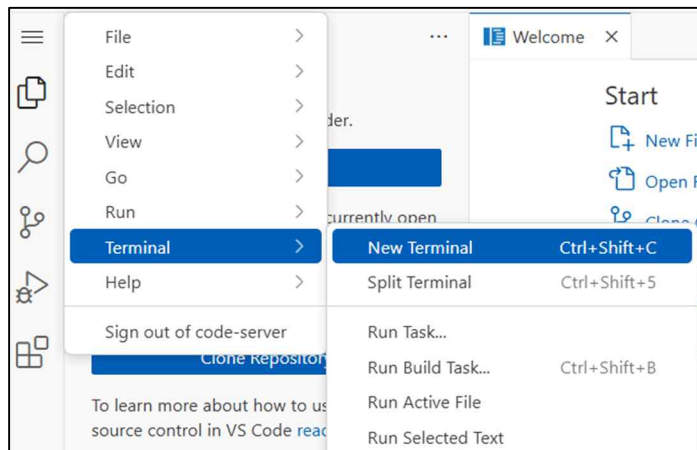 File
Edit
Selection
View
Go
Run
Terminal
Help
Sign out of code-server
New Terminal Ctrl+Shift+C
Split Terminal Ctrl+Shift+5
Run Task...
Run Build Task... Ctrl+Shift+B
Run Active File
Run Selected Text
...
der.
currently open
Clone Repository
To learn more about how to us
source control in VS Code read
Welcome
Start
New Fi
Open F
Clone